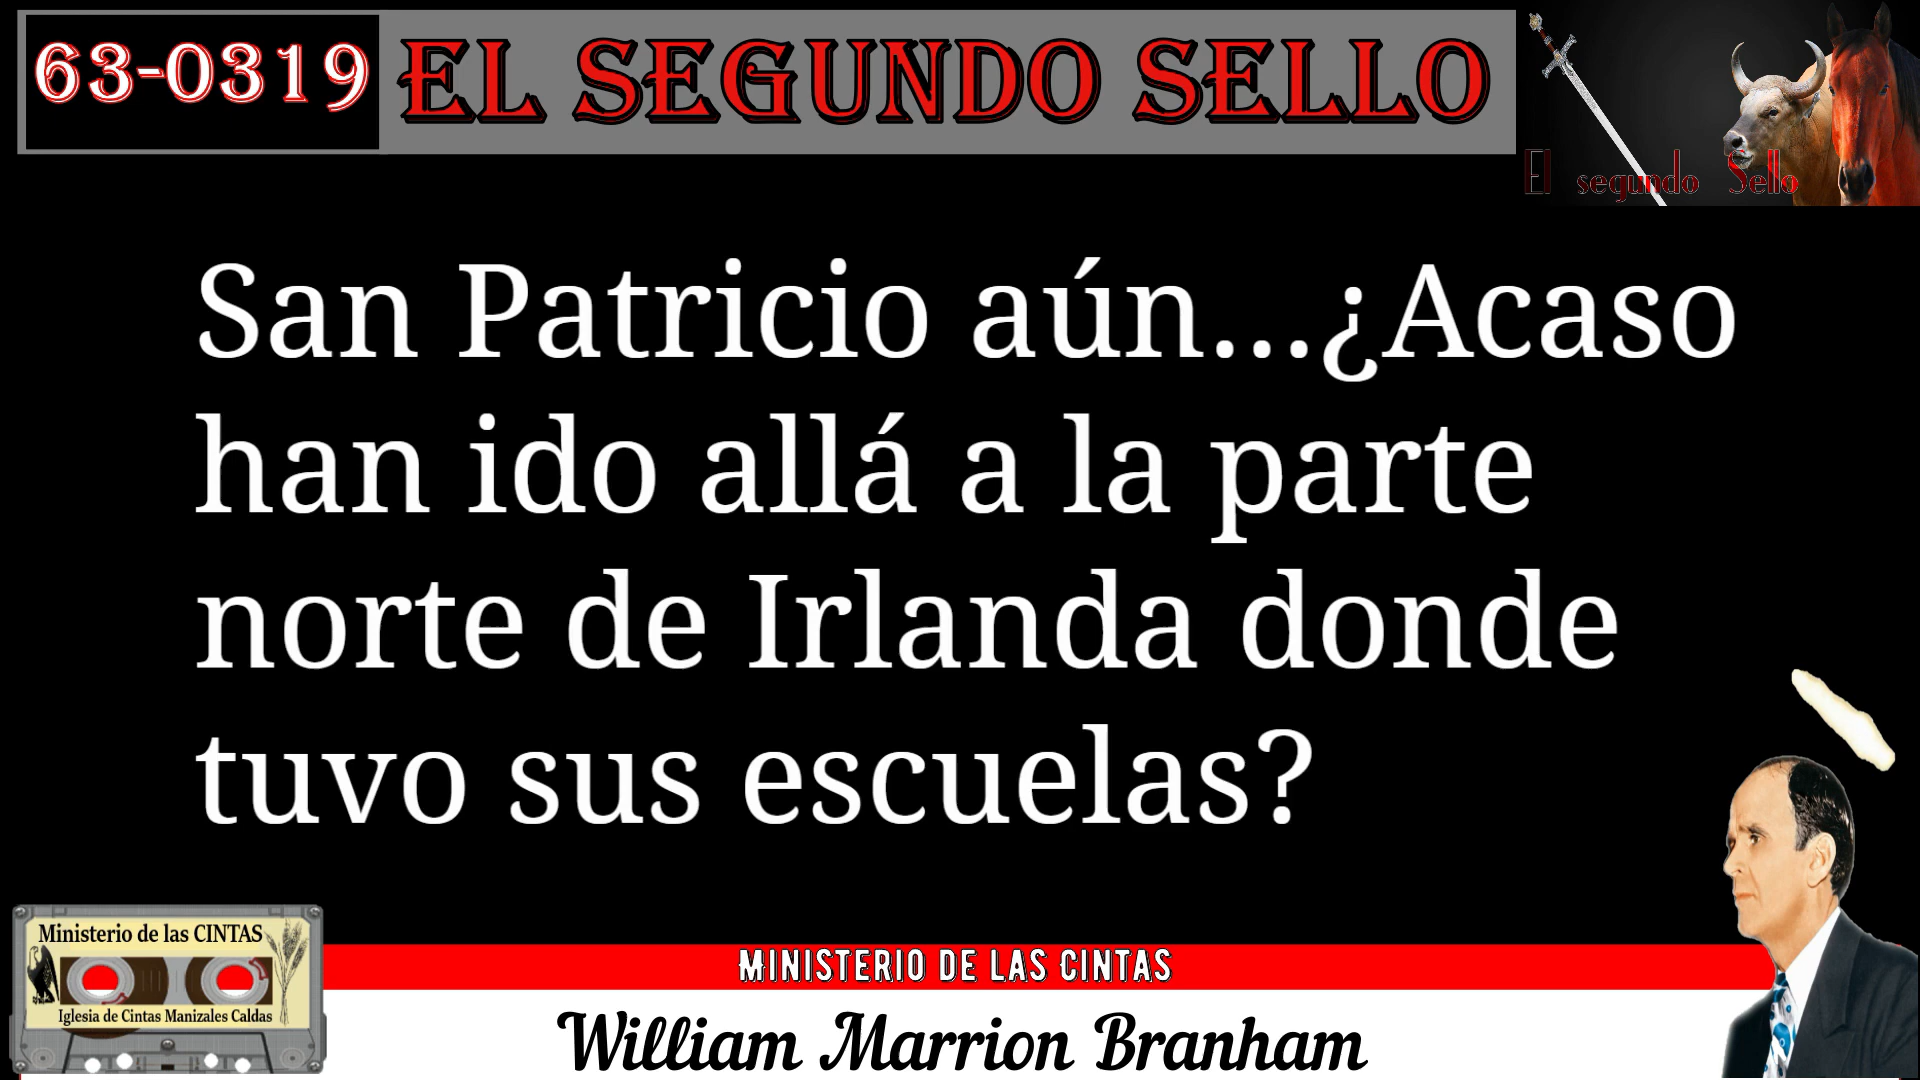 63-0319 EL SEGUNDO SELLO
El segundo Sello
San Patricio aún...¿Acaso
han ido allá a la parte
norte de Irlanda donde
tuvo sus escuelas?
Ministerio de las CINTAS
Iglesia de Cintas Manizales Caldas
MINISTERIO DE LAS CINTAS
William Marrion Branham